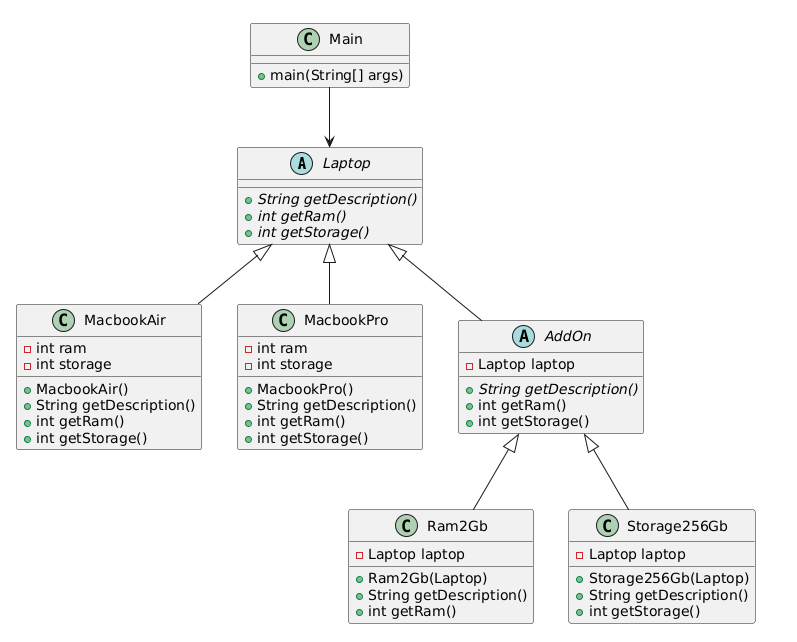 C Main
main(String[] args)
A Laptop
String getDescription()
int getRam()
int getStorage()
C MacbookAir
int ram
int storage
MacbookAir()
String getDescription()
int getRam()
int getStorage()
C MacbookPro
int ram
int storage
MacbookPro()
String getDescription()
int getRam()
int getStorage()
A AddOn
Laptop laptop
String getDescription()
int getRam()
int getStorage()
C Ram2Gb
Laptop laptop
Ram2Gb(Laptop)
String getDescription()
int getRam()
C Storage256Gb
Laptop laptop
Storage256Gb(Laptop)
String getDescription()
int getStorage()